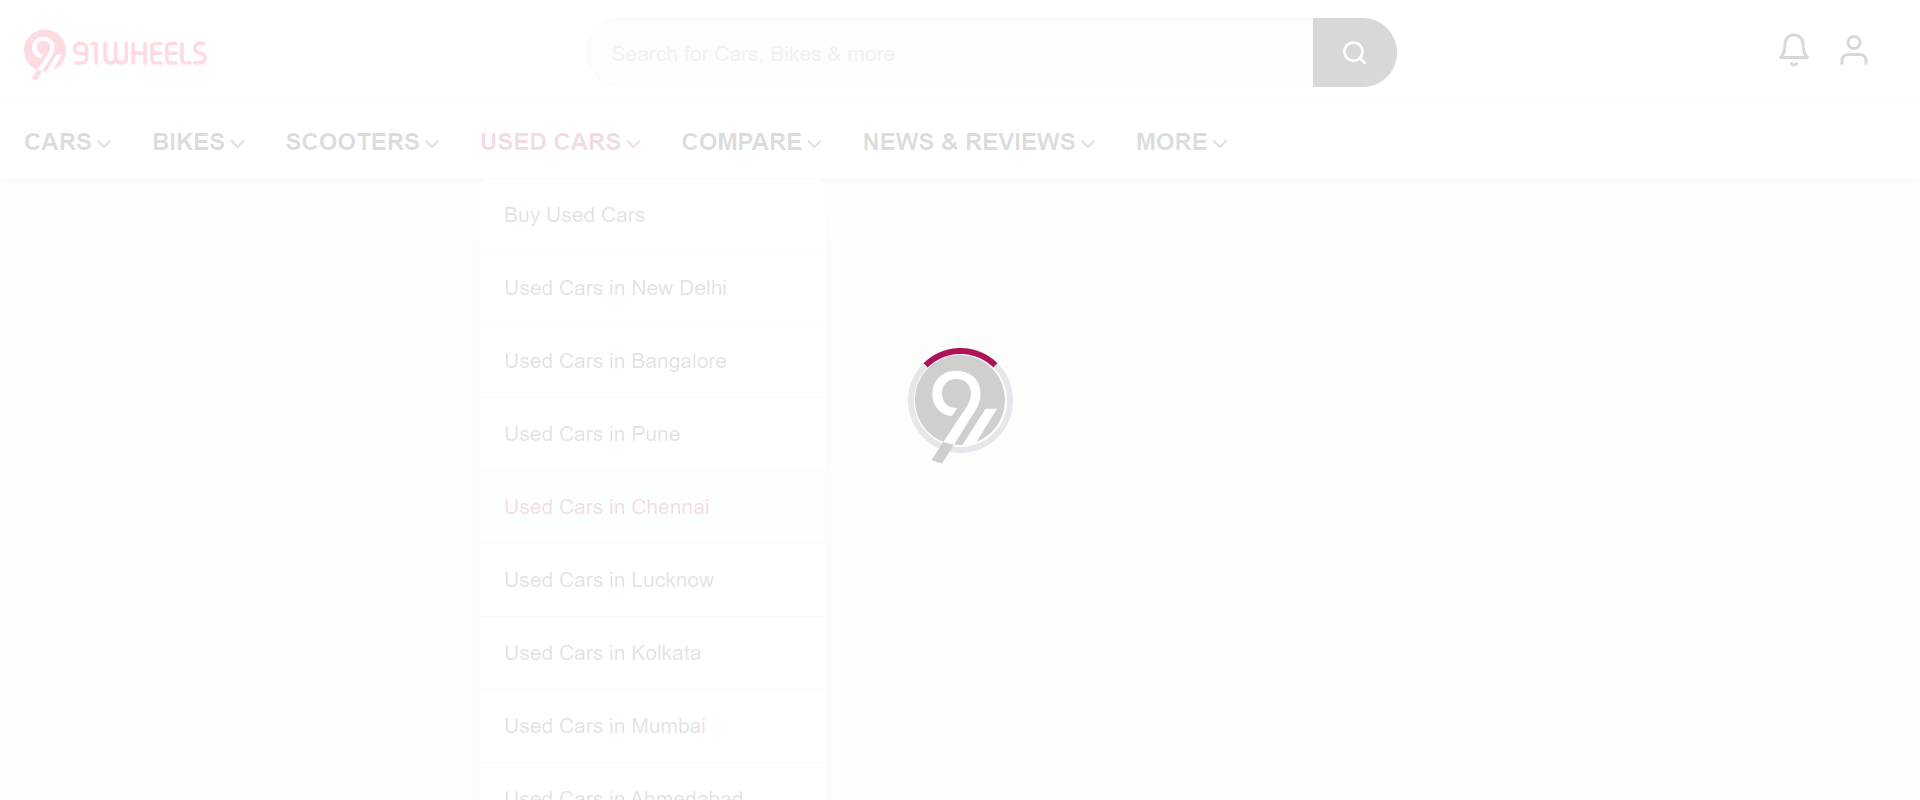 91WHEELS
Search for Cars, Bikes & more
CARS BIKES SCOOTERS USED CARS COMPARE NEWS & REVIEWS MORE
Buy Used Cars
Used Cars in New Delhi
Used Cars in Bangalore
Used Cars in Pune
Used Cars in Chennai
Used Cars in Lucknow
Used Cars in Kolkata
Used Cars in Mumbai
Used Cars in Ahmedabad